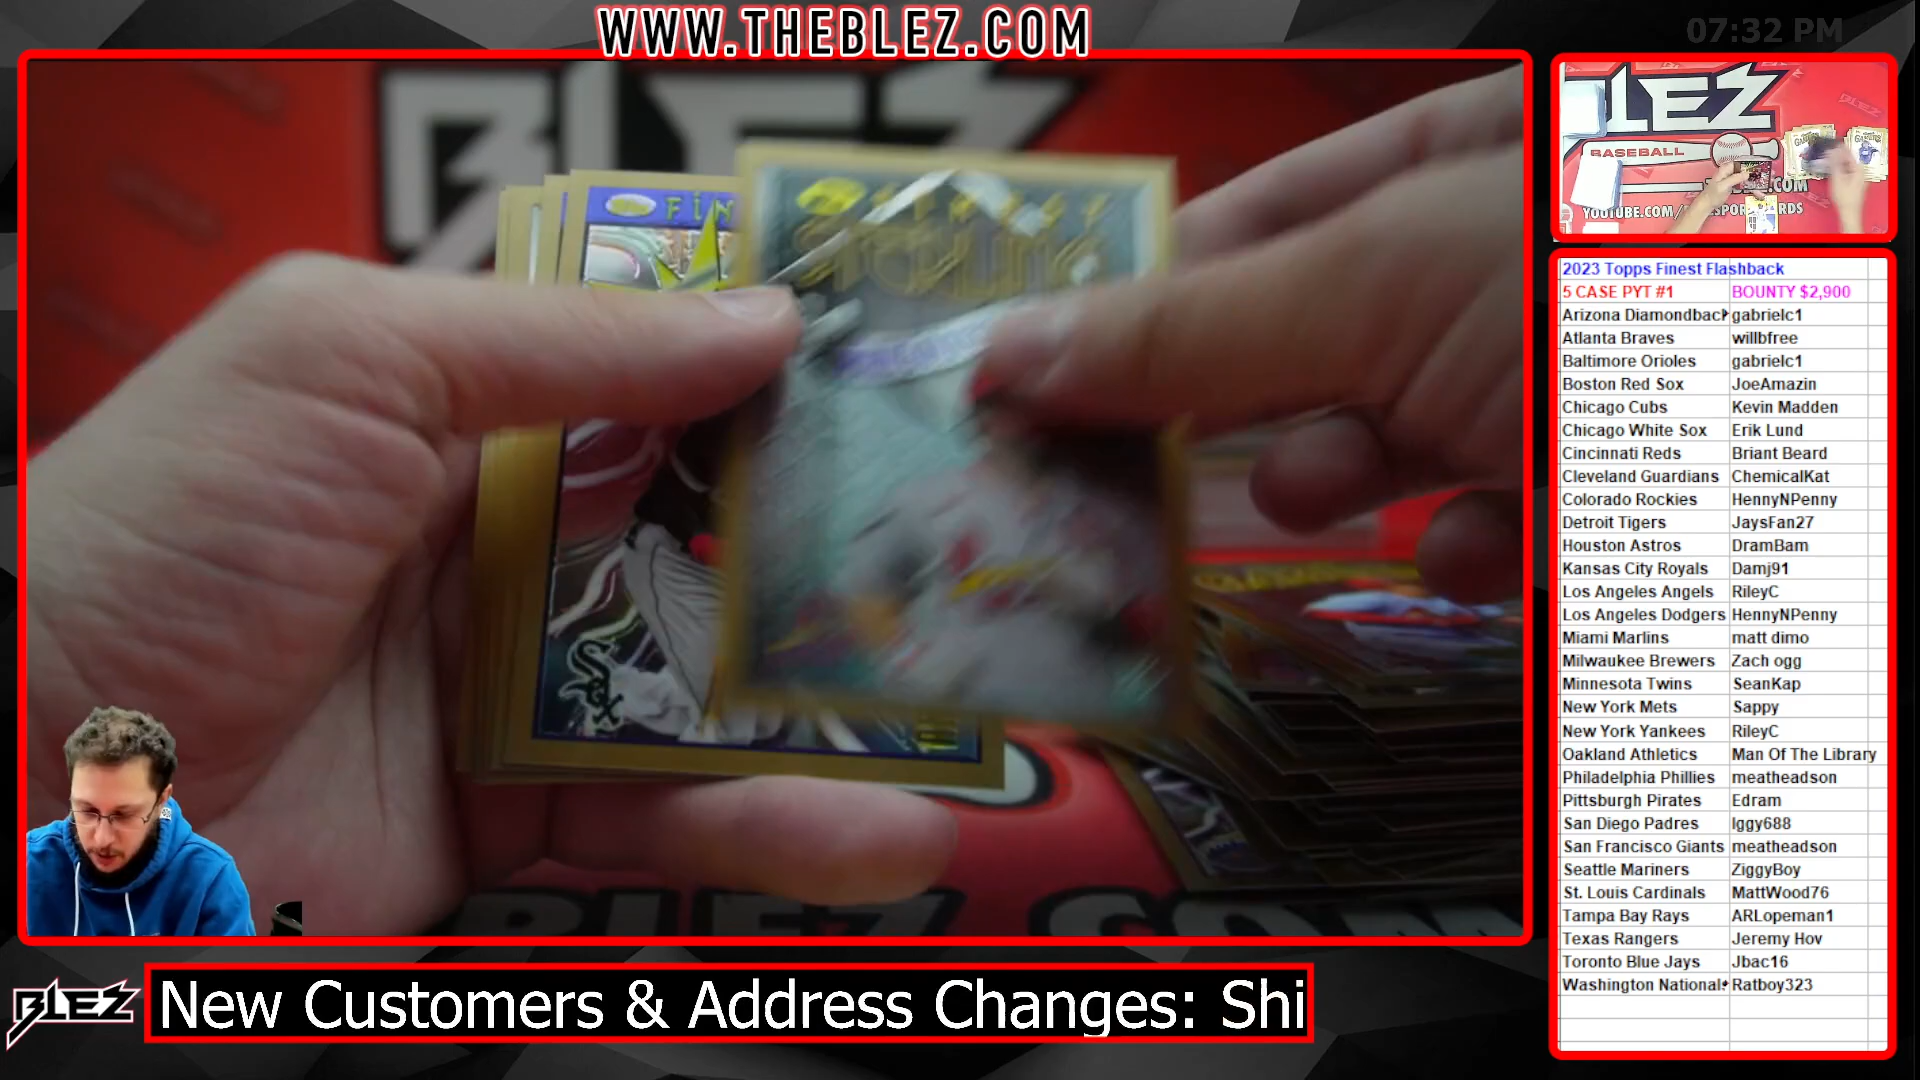 WWW.THEBLEZ.COM
07:32 PM
BLEZ
FIN
STERLING
Sox
BLEZ.COM
LEZ
BASEBALL
2023 Topps Finest Flashback
5 CASE PYT #1 BOUNTY $2,900
Arizona Diamondback gabrielc1
Atlanta Braves willbfree
Baltimore Orioles gabrielc1
Boston Red Sox JoeAmazin
Chicago Cubs Kevin Madden
Chicago White Sox Erik Lund
Cincinnati Reds Briant Beard
Cleveland Guardians ChemicalKat
Colorado Rockies HennyNPenny
Detroit Tigers JaysFan27
Houston Astros DramBam
Kansas City Royals Damj91
Los Angeles Angels RileyC
Los Angeles Dodgers HennyNPenny
Miami Marlins matt dimo
Milwaukee Brewers Zach ogg
Minnesota Twins SeanKap
New York Mets Sappy
New York Yankees RileyC
Oakland Athletics Man Of The Library
Philadelphia Phillies meatheadson
Pittsburgh Pirates Edram
San Diego Padres Iggy688
San Francisco Giants meatheadson
Seattle Mariners ZiggyBoy
St. Louis Cardinals MattWood76
Tampa Bay Rays ARLopeman1
Texas Rangers Jeremy Hov
Toronto Blue Jays Jbac16
Washington Nationals Ratboy323
BLEZ
New Customers & Address Changes: Shi